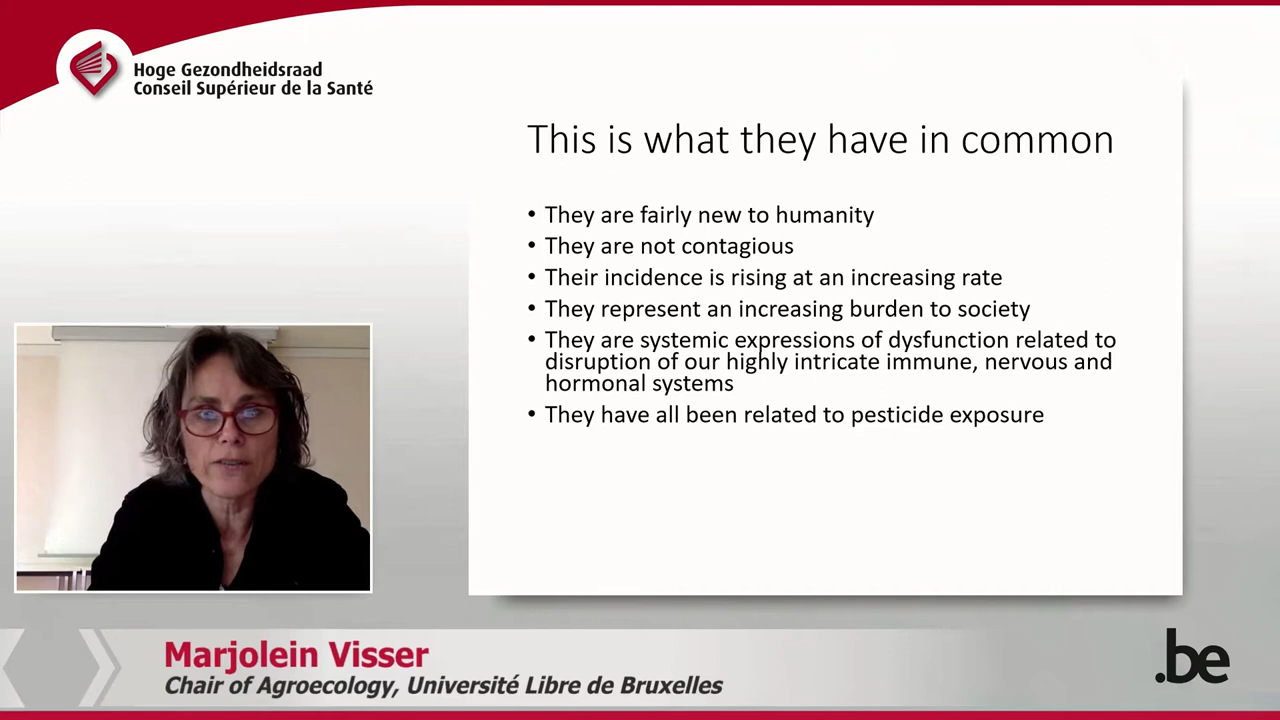 Hoge Gezondheidsraad
Conseil Supérieur de la Santé
This is what they have in common
• They are fairly new to humanity
• They are not contagious
• Their incidence is rising at an increasing rate
• They represent an increasing burden to society
• They are systemic expressions of dysfunction related to
disruption of our highly intricate immune, nervous and
hormonal systems
• They have all been related to pesticide exposure
Marjolein Visser
Chair of Agroecology, Université Libre de Bruxelles
.be